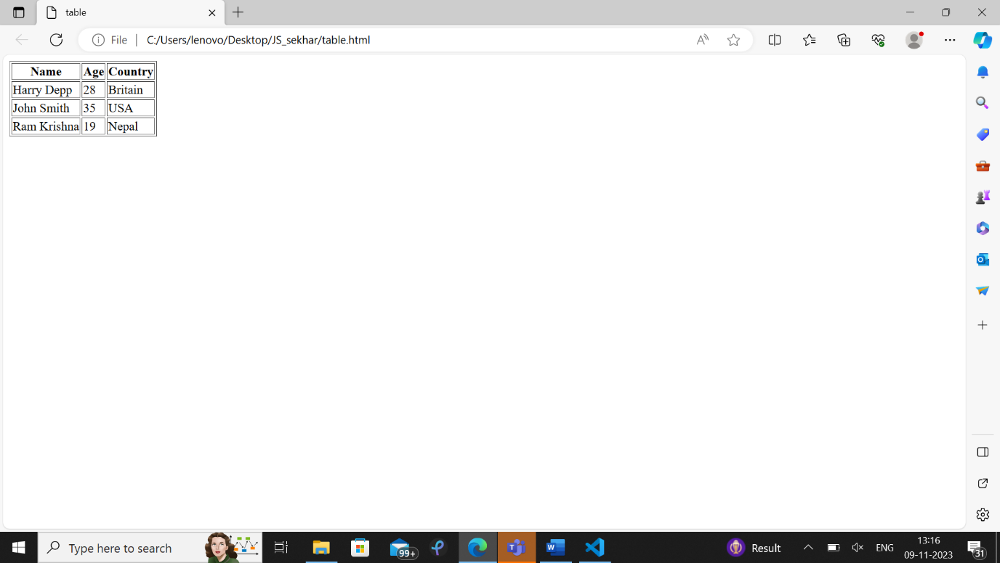 table
File C:/Users/lenovo/Desktop/JS_sekhar/table.html
Name Age Country
Harry Depp 28 Britain
John Smith 35 USA
Ram Krishna 19 Nepal
Type here to search
99+
Result
ENG
13:16
09-11-2023
31